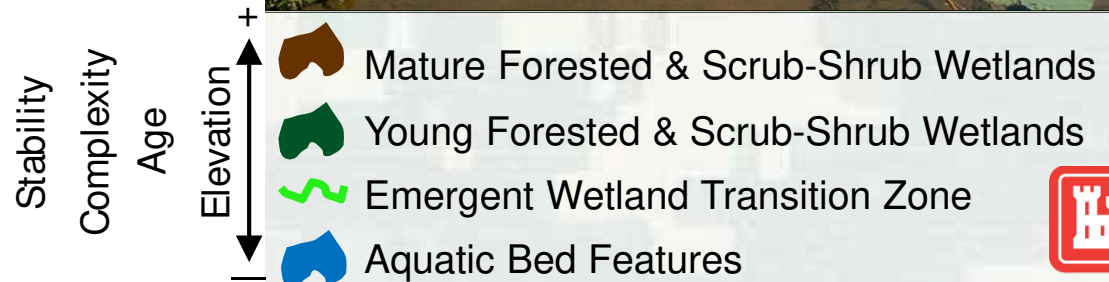 +
Stability
Complexity
Age
Elevation
Mature Forested & Scrub-Shrub Wetlands
Young Forested & Scrub-Shrub Wetlands
Emergent Wetland Transition Zone
Aquatic Bed Features
—